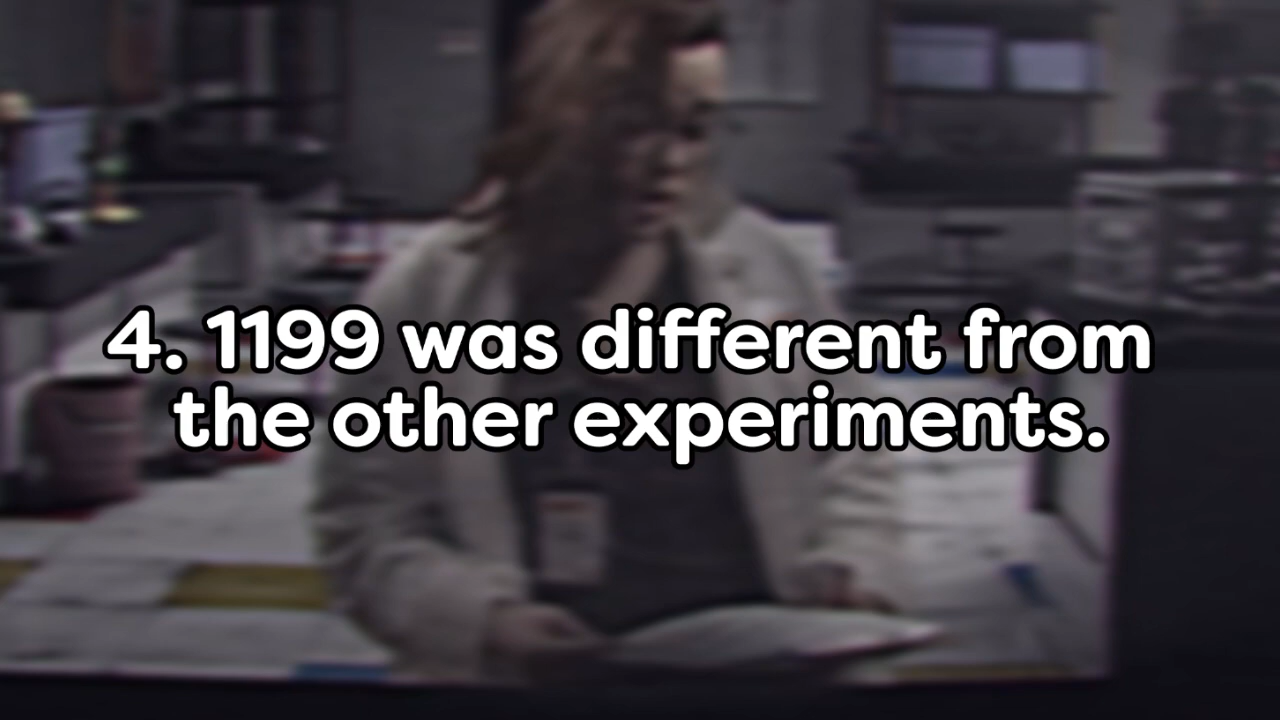 4. 1199 was different from
the other experiments.